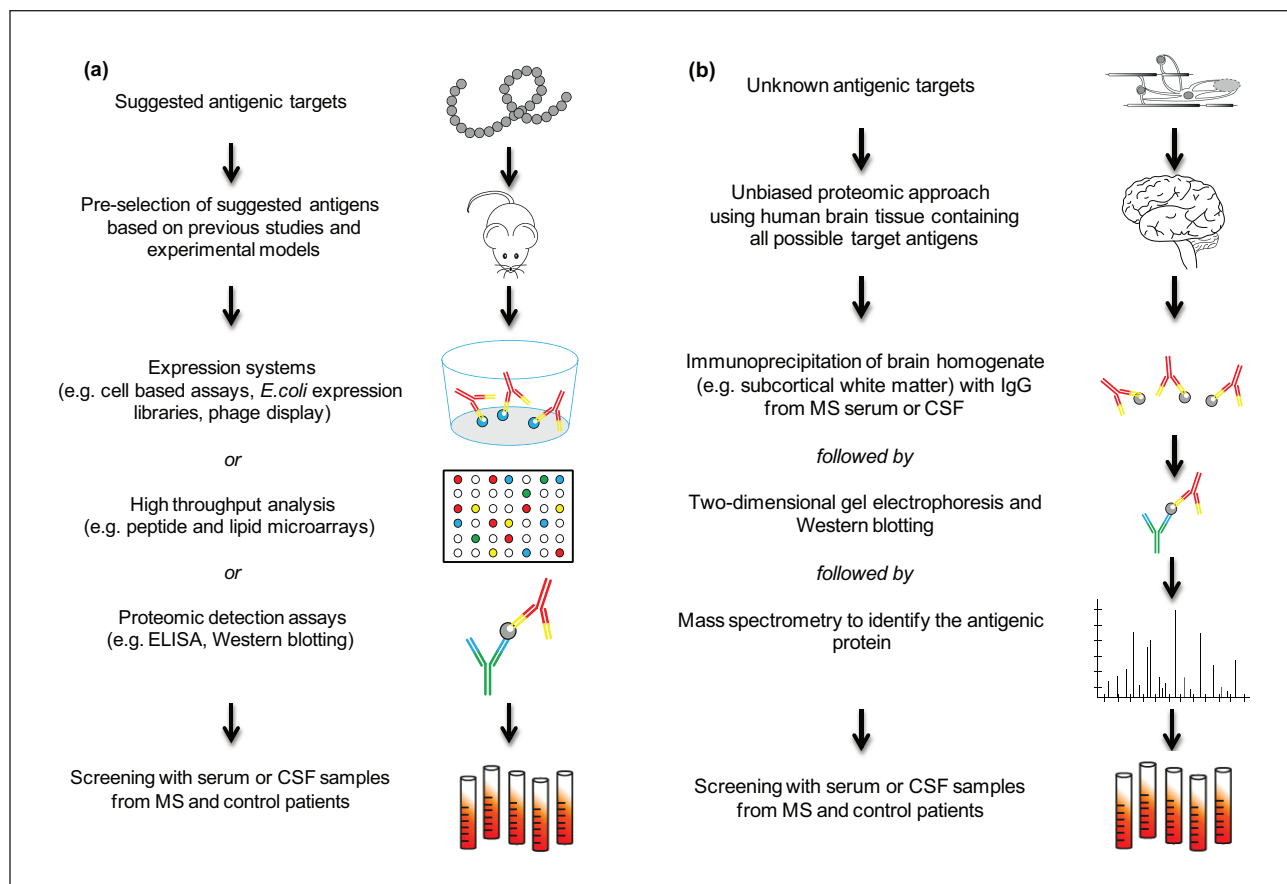 (a)
Suggested antigenic targets
Pre-selection of suggested antigens
based on previous studies and
experimental models
Expression systems
(e.g. cell based assays, E.coli expression
libraries, phage display)
or
High throughput analysis
(e.g. peptide and lipid microarrays)
or
Proteomic detection assays
(e.g. ELISA, Western blotting)
Screening with serum or CSF samples
from MS and control patients
(b)
Unknown antigenic targets
Unbiased proteomic approach
using human brain tissue containing
all possible target antigens
Immunoprecipitation of brain homogenate
(e.g. subcortical white matter) with IgG
from MS serum or CSF
followed by
Two-dimensional gel electrophoresis and
Western blotting
followed by
Mass spectrometry to identify the antigenic
protein
Screening with serum or CSF samples
from MS and control patients